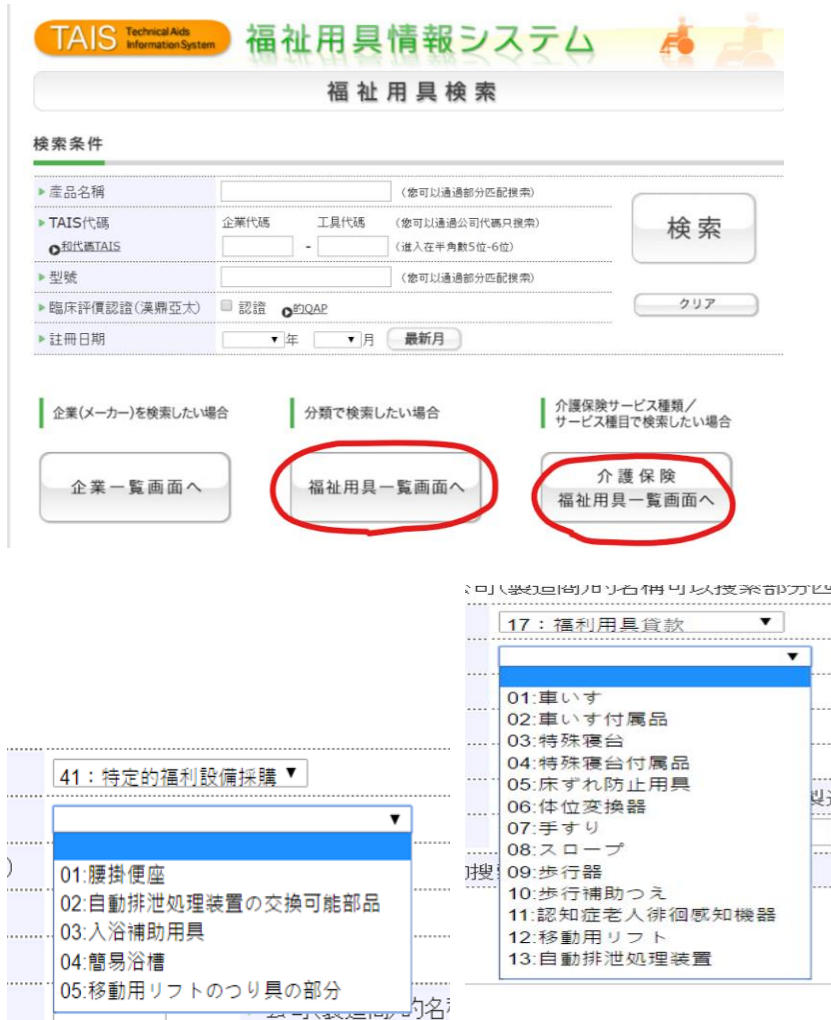 TAIS Technical Aids Information System 福祉用具情報システム
福祉用具検索
検索条件
産品名稱 (您可以通過部分匹配搜索)
TAIS代碼 企業代碼 工具代碼 (您可以通過公司代碼只搜索)
和代碼TAIS - (進入在半角數5位-6位)
検索
型號 (您可以通過部分匹配搜索)
臨床評價認證(漢鼎亞太) 認證 的QAP
クリア
註冊日期 年 月 最新月
企業(メーカー)を検索したい場合
分類で検索したい場合
介護保険サービス種類/
サービス種目で検索したい場合
企業一覧画面へ
福祉用具一覧画面へ
介護保険
福祉用具一覧画面へ
17:福利用具貸款
01:車いす
02:車いす付属品
03:特殊寝台
04:特殊寝台付属品
05:床ずれ防止用具
06:体位変換器
07:手すり
08:スロープ
09:歩行器
10:歩行補助つえ
11:認知症老人徘徊感知機器
12:移動用リフト
13:自動排泄処理装置
41:特定的福利設備採購
01:腰掛便座
02:自動排泄処理装置の交換可能部品
03:入浴補助用具
04:簡易浴槽
05:移動用リフトのつり具の部分